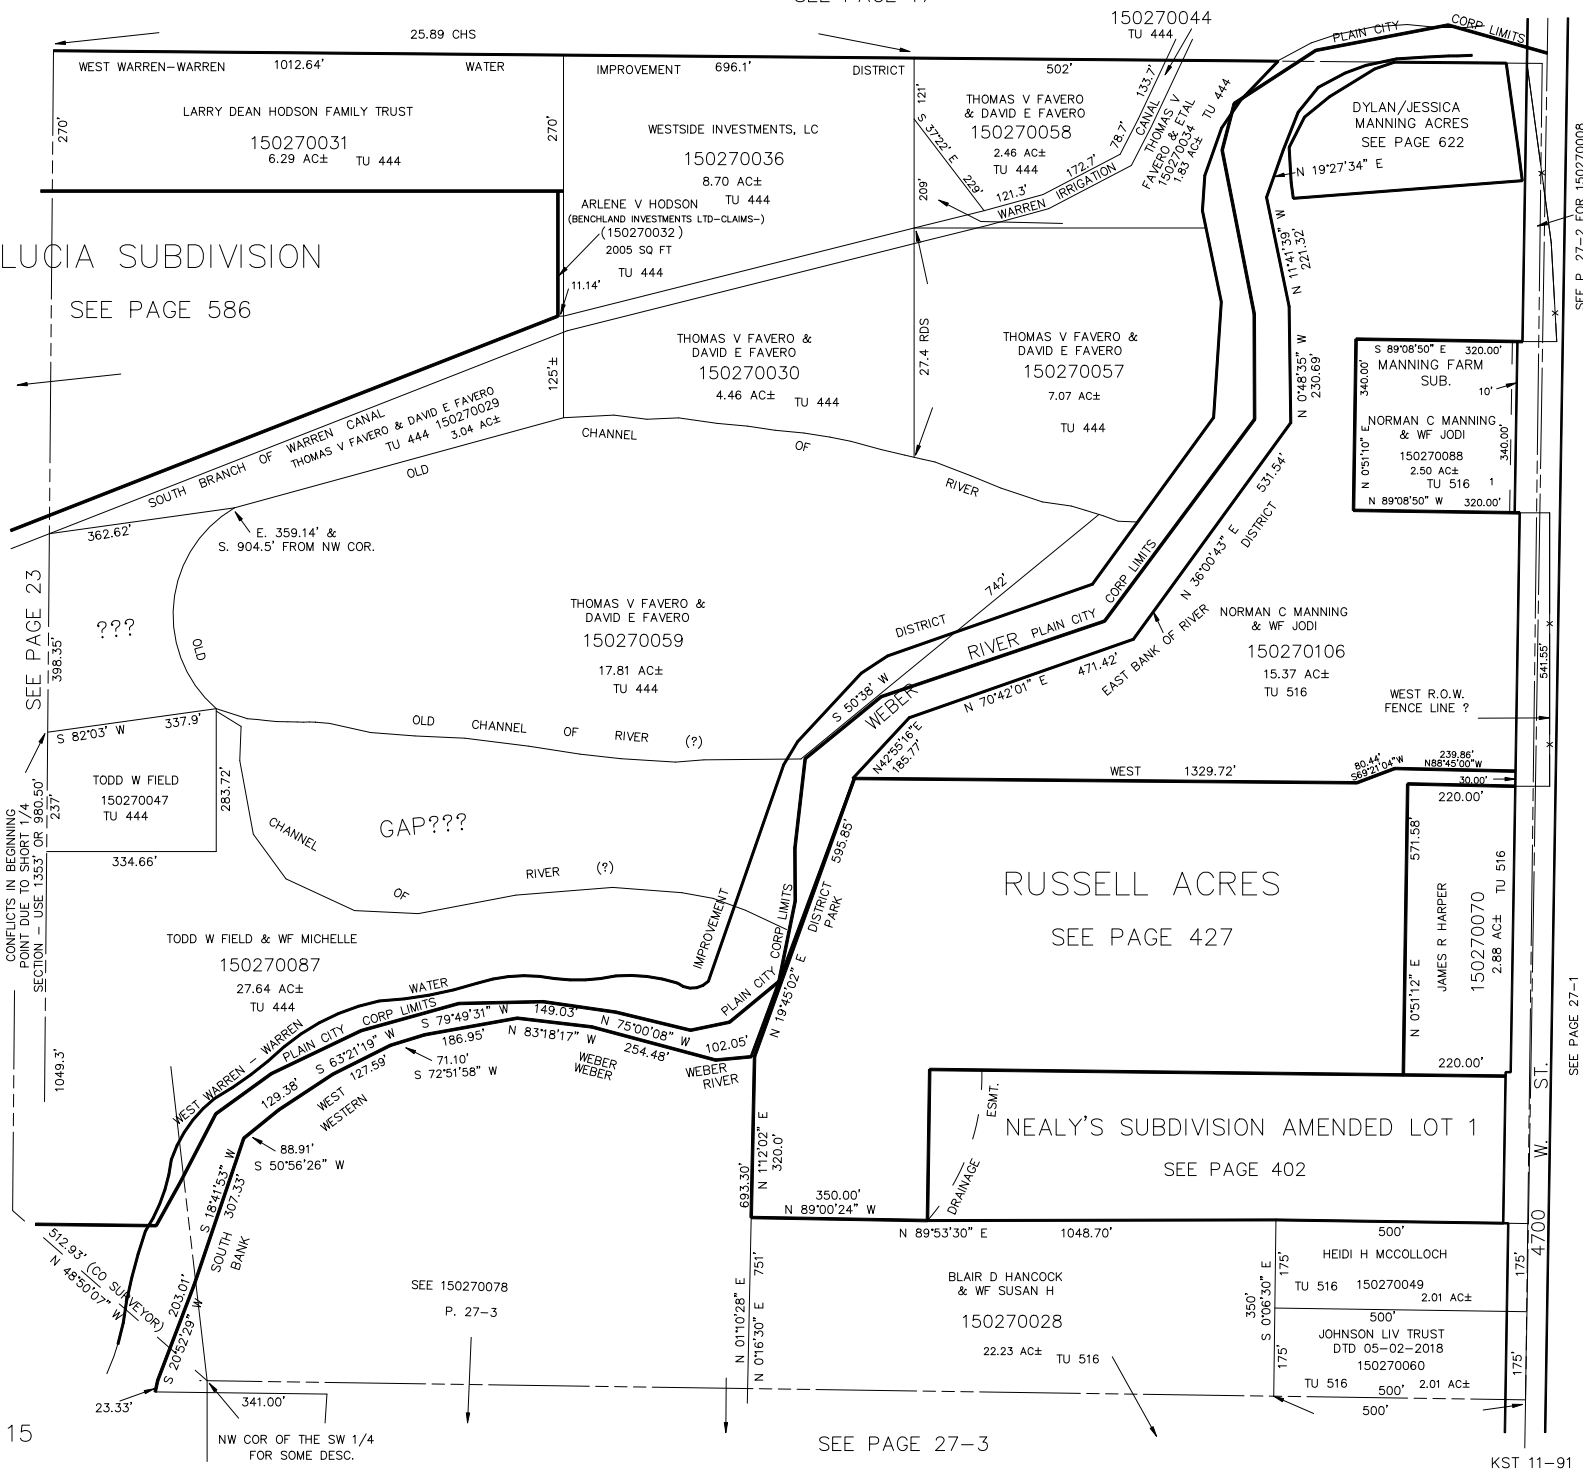 25.89 CHS
150270044
TU 444
PLAIN CITY CORP LIMITS
WEST WARREN-WARREN
1012.64'
WATER
IMPROVEMENT
696.1'
DISTRICT
502'
270'
LARRY DEAN HODSON FAMILY TRUST
150270031
6.29 AC±
TU 444
270'
WESTSIDE INVESTMENTS, LC
150270036
8.70 AC±
TU 444
121'
S 37°22' E
229'
209'
THOMAS V FAVERO
& DAVID E FAVERO
150270058
2.46 AC±
TU 444
133.7'
78.7'
172.7'
121.3'
WARREN IRRIGATION CANAL
THOMAS V
FAVERO & ETAL
150270034 TU 444
1.83 AC±
DYLAN/JESSICA
MANNING ACRES
SEE PAGE 622
N 19°27'34" E
SEE P. 27-2 FOR 150270008
ARLENE V HODSON
(BENCHLAND INVESTMENTS LTD-CLAIMS-)
(150270032)
2005 SQ FT
TU 444
11.14'
LUCIA SUBDIVISION
SEE PAGE 586
N 11°41'39" W
221.32'
N 0°48'35" W
230.69'
THOMAS V FAVERO &
DAVID E FAVERO
150270030
4.46 AC±
TU 444
27.4 RDS
THOMAS V FAVERO &
DAVID E FAVERO
150270057
7.07 AC±
TU 444
125'±
S 89°08'50" E
320.00'
MANNING FARM
SUB.
10'
340.00'
N 0°51'10" E
NORMAN C MANNING
& WF JODI
150270088
2.50 AC±
TU 516
1
340.00'
N 89°08'50" W
320.00'
SOUTH BRANCH OF WARREN CANAL
THOMAS V FAVERO & DAVID E FAVERO
TU 444 150270029
3.04 AC±
OLD
CHANNEL
OF
RIVER
531.54'
N 36°00'43" E
DISTRICT
362.62'
E. 359.14' &
S. 904.5' FROM NW COR.
SEE PAGE 23
???
398.35'
OLD
THOMAS V FAVERO &
DAVID E FAVERO
150270059
17.81 AC±
TU 444
742'
DISTRICT
RIVER
PLAIN CITY
CORP LIMITS
WEBER
S 50°38' W
471.42'
N 70°42'01" E
EAST BANK OF RIVER
N42°55'16"E
185.77'
NORMAN C MANNING
& WF JODI
150270106
15.37 AC±
TU 516
541.55'
WEST R.O.W.
FENCE LINE ?
S 82°03' W
337.9'
OLD CHANNEL OF RIVER (?)
WEST
1329.72'
80.44'
S69°21'04"W
239.86'
N88°45'00"W
30.00'
220.00'
TODD W FIELD
150270047
TU 444
237'
283.72'
334.66'
CONFLICTS IN BEGINNING
POINT DUE TO SHORT 1/4
SECTION - USE 1353' OR 980.50'
CHANNEL
OF
RIVER
(?)
GAP???
595.85'
N 19°45'02" E
DISTRICT
PARK
IMPROVEMENT
PLAIN CITY CORP LIMITS
RUSSELL ACRES
SEE PAGE 427
571.58'
N 0°51'12" E
JAMES R HARPER
150270070
2.88 AC±
TU 516
220.00'
TODD W FIELD & WF MICHELLE
150270087
27.64 AC±
TU 444
1049.3'
WEST WARREN - WARREN
WATER
PLAIN CITY
CORP LIMITS
129.38'
S 63°21'19" W
127.59'
S 79°49'31" W
186.95'
71.10'
S 72°51'58" W
149.03'
N 83°18'17" W
254.48'
N 75°00'08" W
102.05'
WEST
WESTERN
WEBER
WEBER
WEBER
RIVER
88.91'
S 50°56'26" W
S 18°41'53" W
307.33'
SOUTH
BANK
203.01'
S 20°52'29" W
512.93' (CO SURVEYOR)
N 48°50'07" W
23.33'
341.00'
NW COR OF THE SW 1/4
FOR SOME DESC.
15
693.30'
N 1°12'02" E
320.0'
350.00'
N 89°00'24" W
DRAINAGE
ESMT.
NEALY'S SUBDIVISION AMENDED LOT 1
SEE PAGE 402
N 89°53'30" E
1048.70'
SEE 150270078
P. 27-3
N 01°10'28" E
751'
N 0°16'30" E
BLAIR D HANCOCK
& WF SUSAN H
150270028
22.23 AC±
TU 516
350'
S 0°06'30" E
175'
175'
500'
HEIDI H MCCOLLOCH
TU 516
150270049
2.01 AC±
500'
JOHNSON LIV TRUST
DTD 05-02-2018
150270060
TU 516
2.01 AC±
500'
500'
175'
175'
4700 W. ST.
SEE PAGE 27-1
SEE PAGE 27-3
KST 11-91